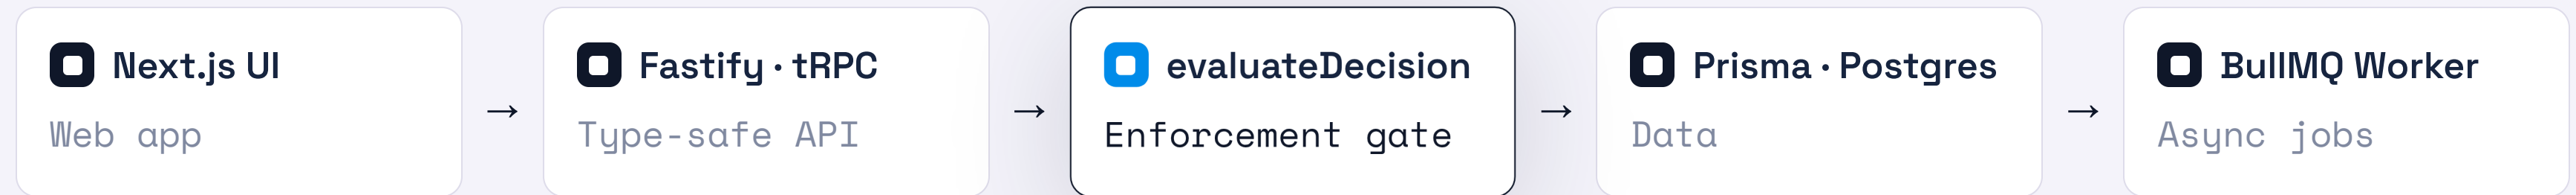 Next.js UI
Web app
→
Fastify · tRPC
Type-safe API
→
evaluateDecision
Enforcement gate
→
Prisma · Postgres
Data
→
BullMQ Worker
Async jobs